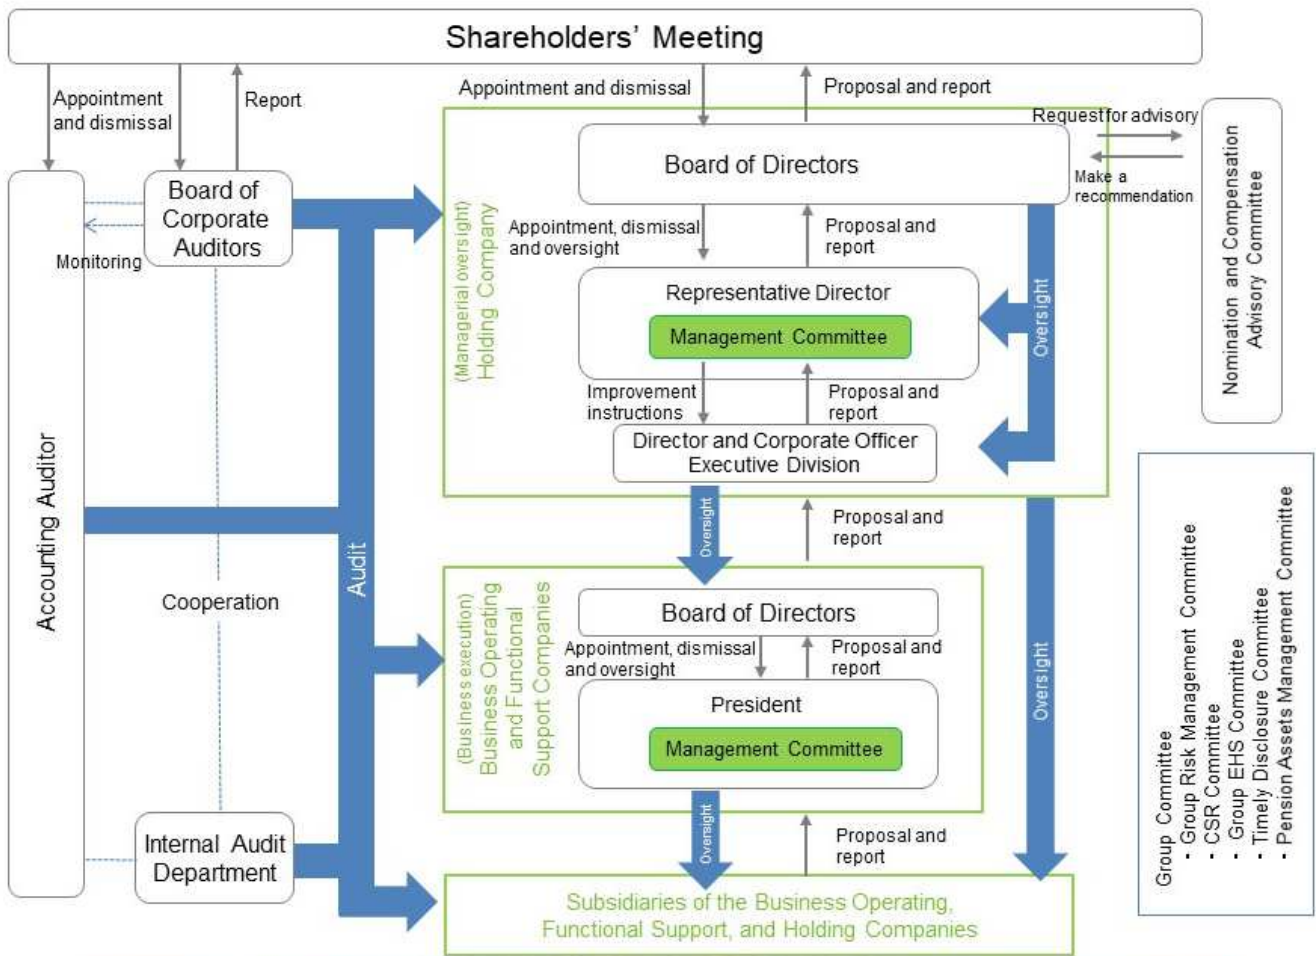 Shareholders’ Meeting
Appointment
and dismissal
Report
Appointment and dismissal
Proposal and report
Request for advisory
Make a
recommendation
Nomination and Compensation
Advisory Committee
Board of Directors
Board of
Corporate
Auditors
Monitoring
Accounting Auditor
(Managerial oversight)
Holding Company
Appointment, dismissal
and oversight
Proposal and
report
Representative Director
Management Committee
Oversight
Improvement
instructions
Proposal and
report
Director and Corporate Officer
Executive Division
Oversight
Proposal and
report
Audit
Cooperation
(Business execution)
Business Operating
and Functional
Support Companies
Board of Directors
Appointment, dismissal
and oversight
Proposal and
report
President
Management Committee
Oversight
Oversight
Proposal and
report
Internal Audit
Department
Subsidiaries of the Business Operating,
Functional Support, and Holding Companies
Group Committee
- Group Risk Management Committee
- CSR Committee
- Group EHS Committee
- Timely Disclosure Committee
- Pension Assets Management Committee